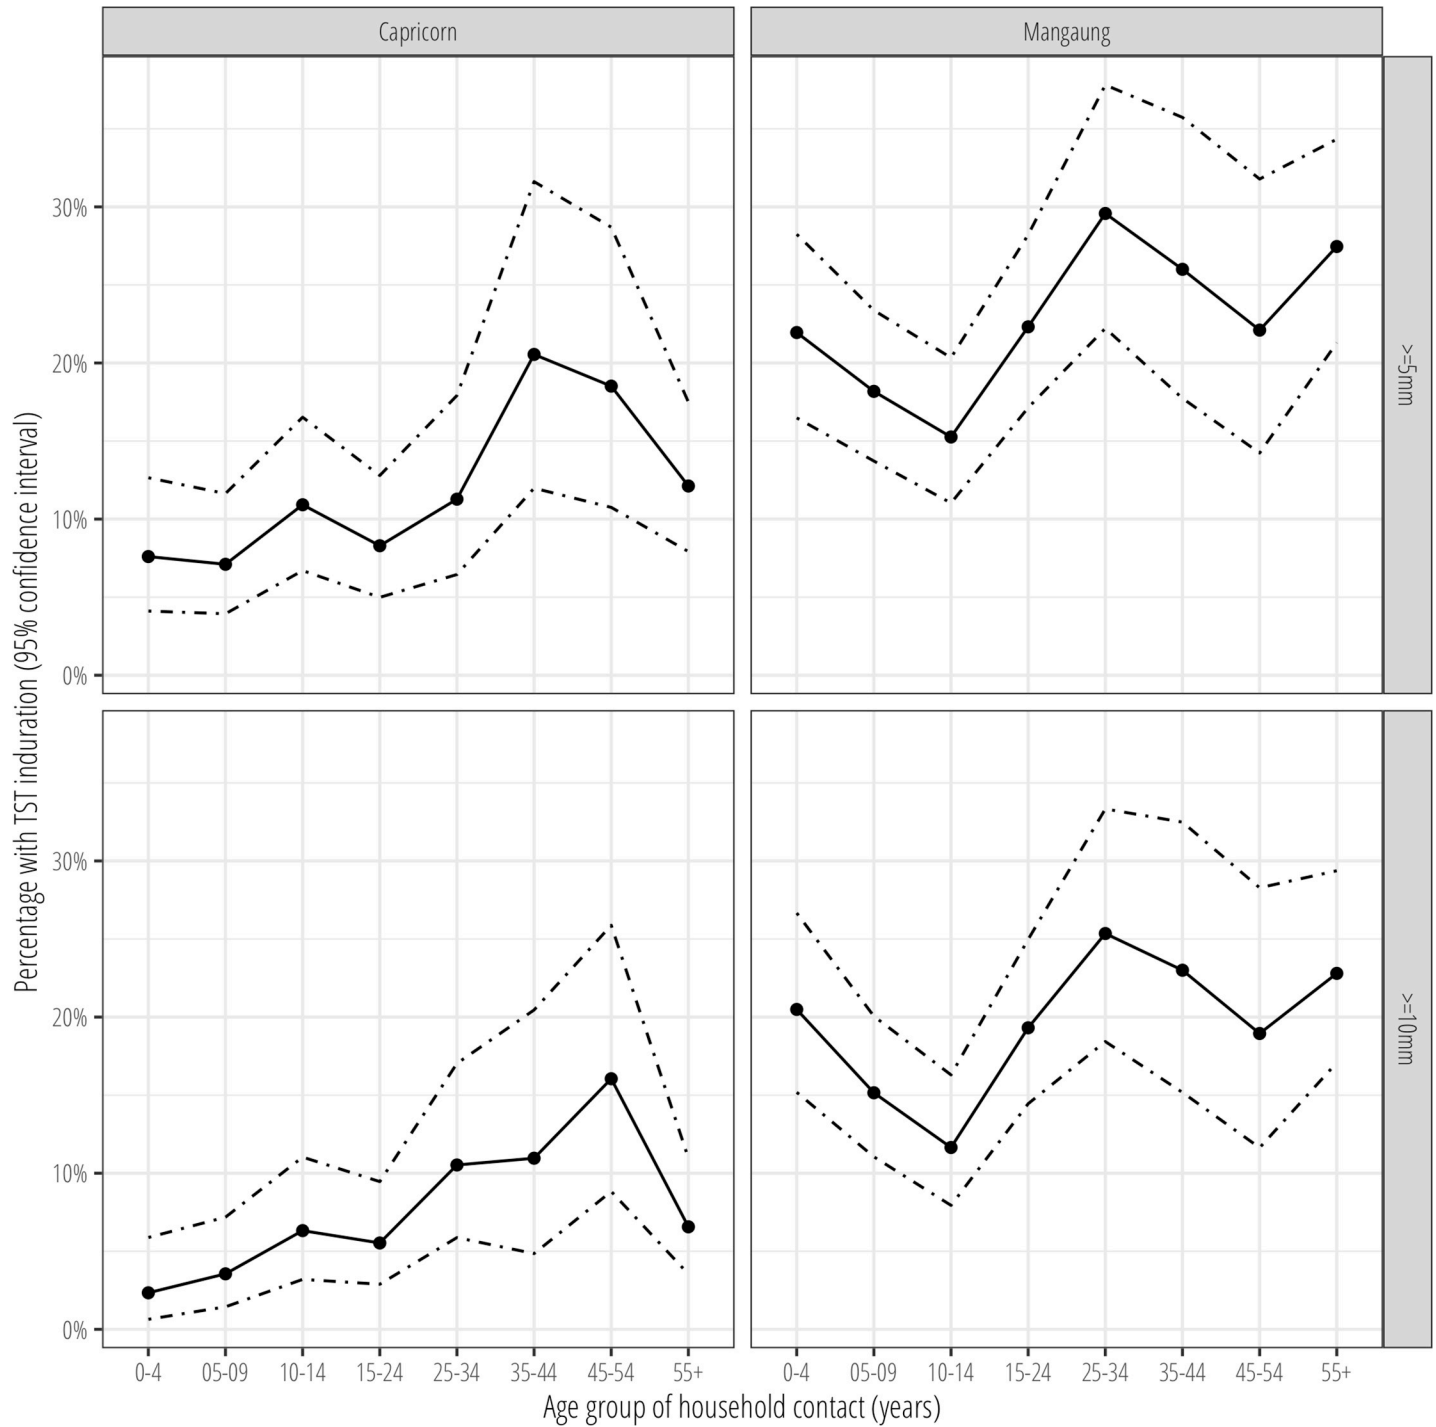 Capricorn
Mangaung
Percentage with TST induration (95% confidence interval)
30%
20%
10%
0%
>=5mm
30%
20%
10%
0%
>=10mm
0-4 05-09 10-14 15-24 25-34 35-44 45-54 55+
0-4 05-09 10-14 15-24 25-34 35-44 45-54 55+
Age group of household contact (years)